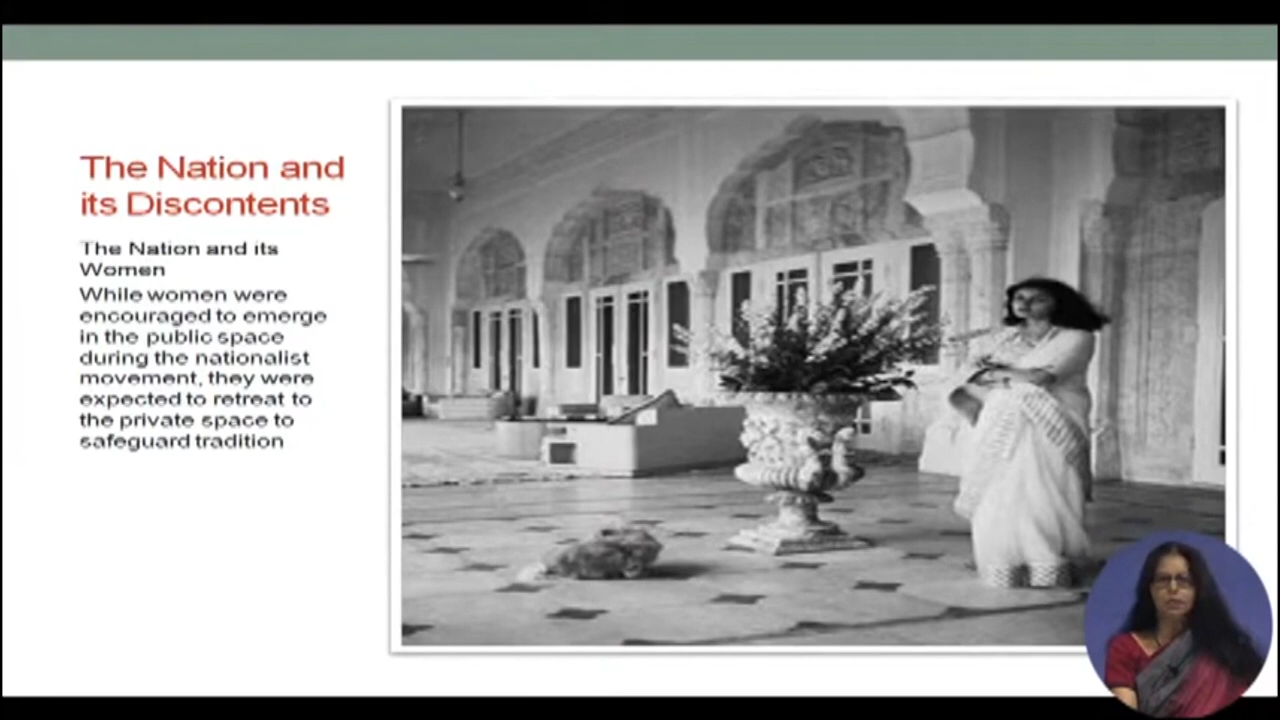 The Nation and
its Discontents
The Nation and its
Women
While women were
encouraged to emerge
in the public space
during the nationalist
movement, they were
expected to retreat to
the private space to
safeguard tradition